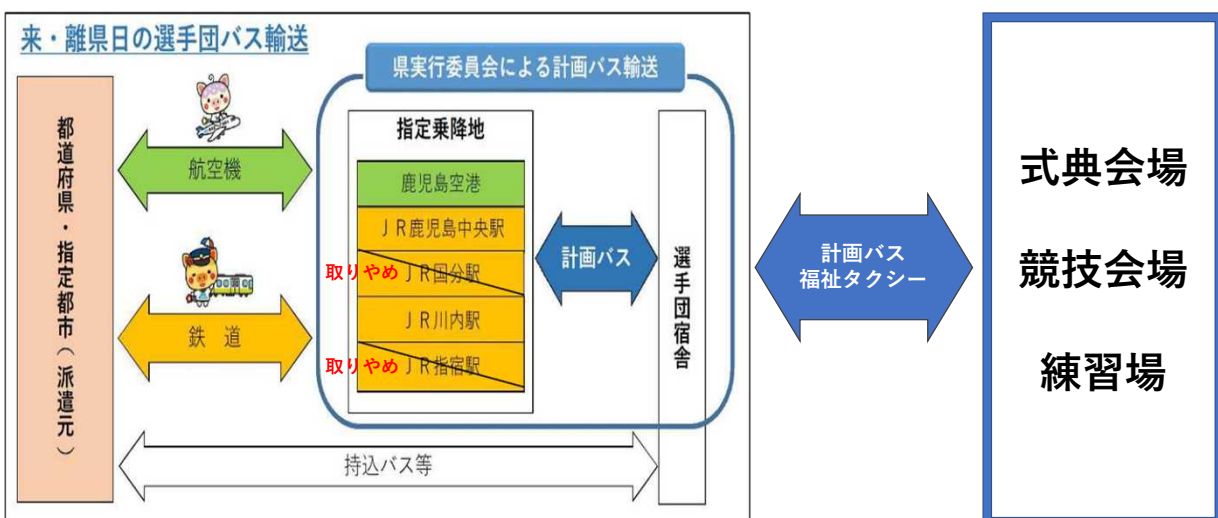 来・離県日の選手団バス輸送
県実行委員会による計画バス輸送
都道府県・指定都市（派遣元）
航空機
鉄 道
持込バス等
指定乗降地
鹿児島空港
ＪＲ鹿児島中央駅
取りやめ ＪＲ国分駅
ＪＲ川内駅
取りやめ ＪＲ指宿駅
計画バス
選手団宿舎
計画バス
福祉タクシー
式典会場
競技会場
練習場